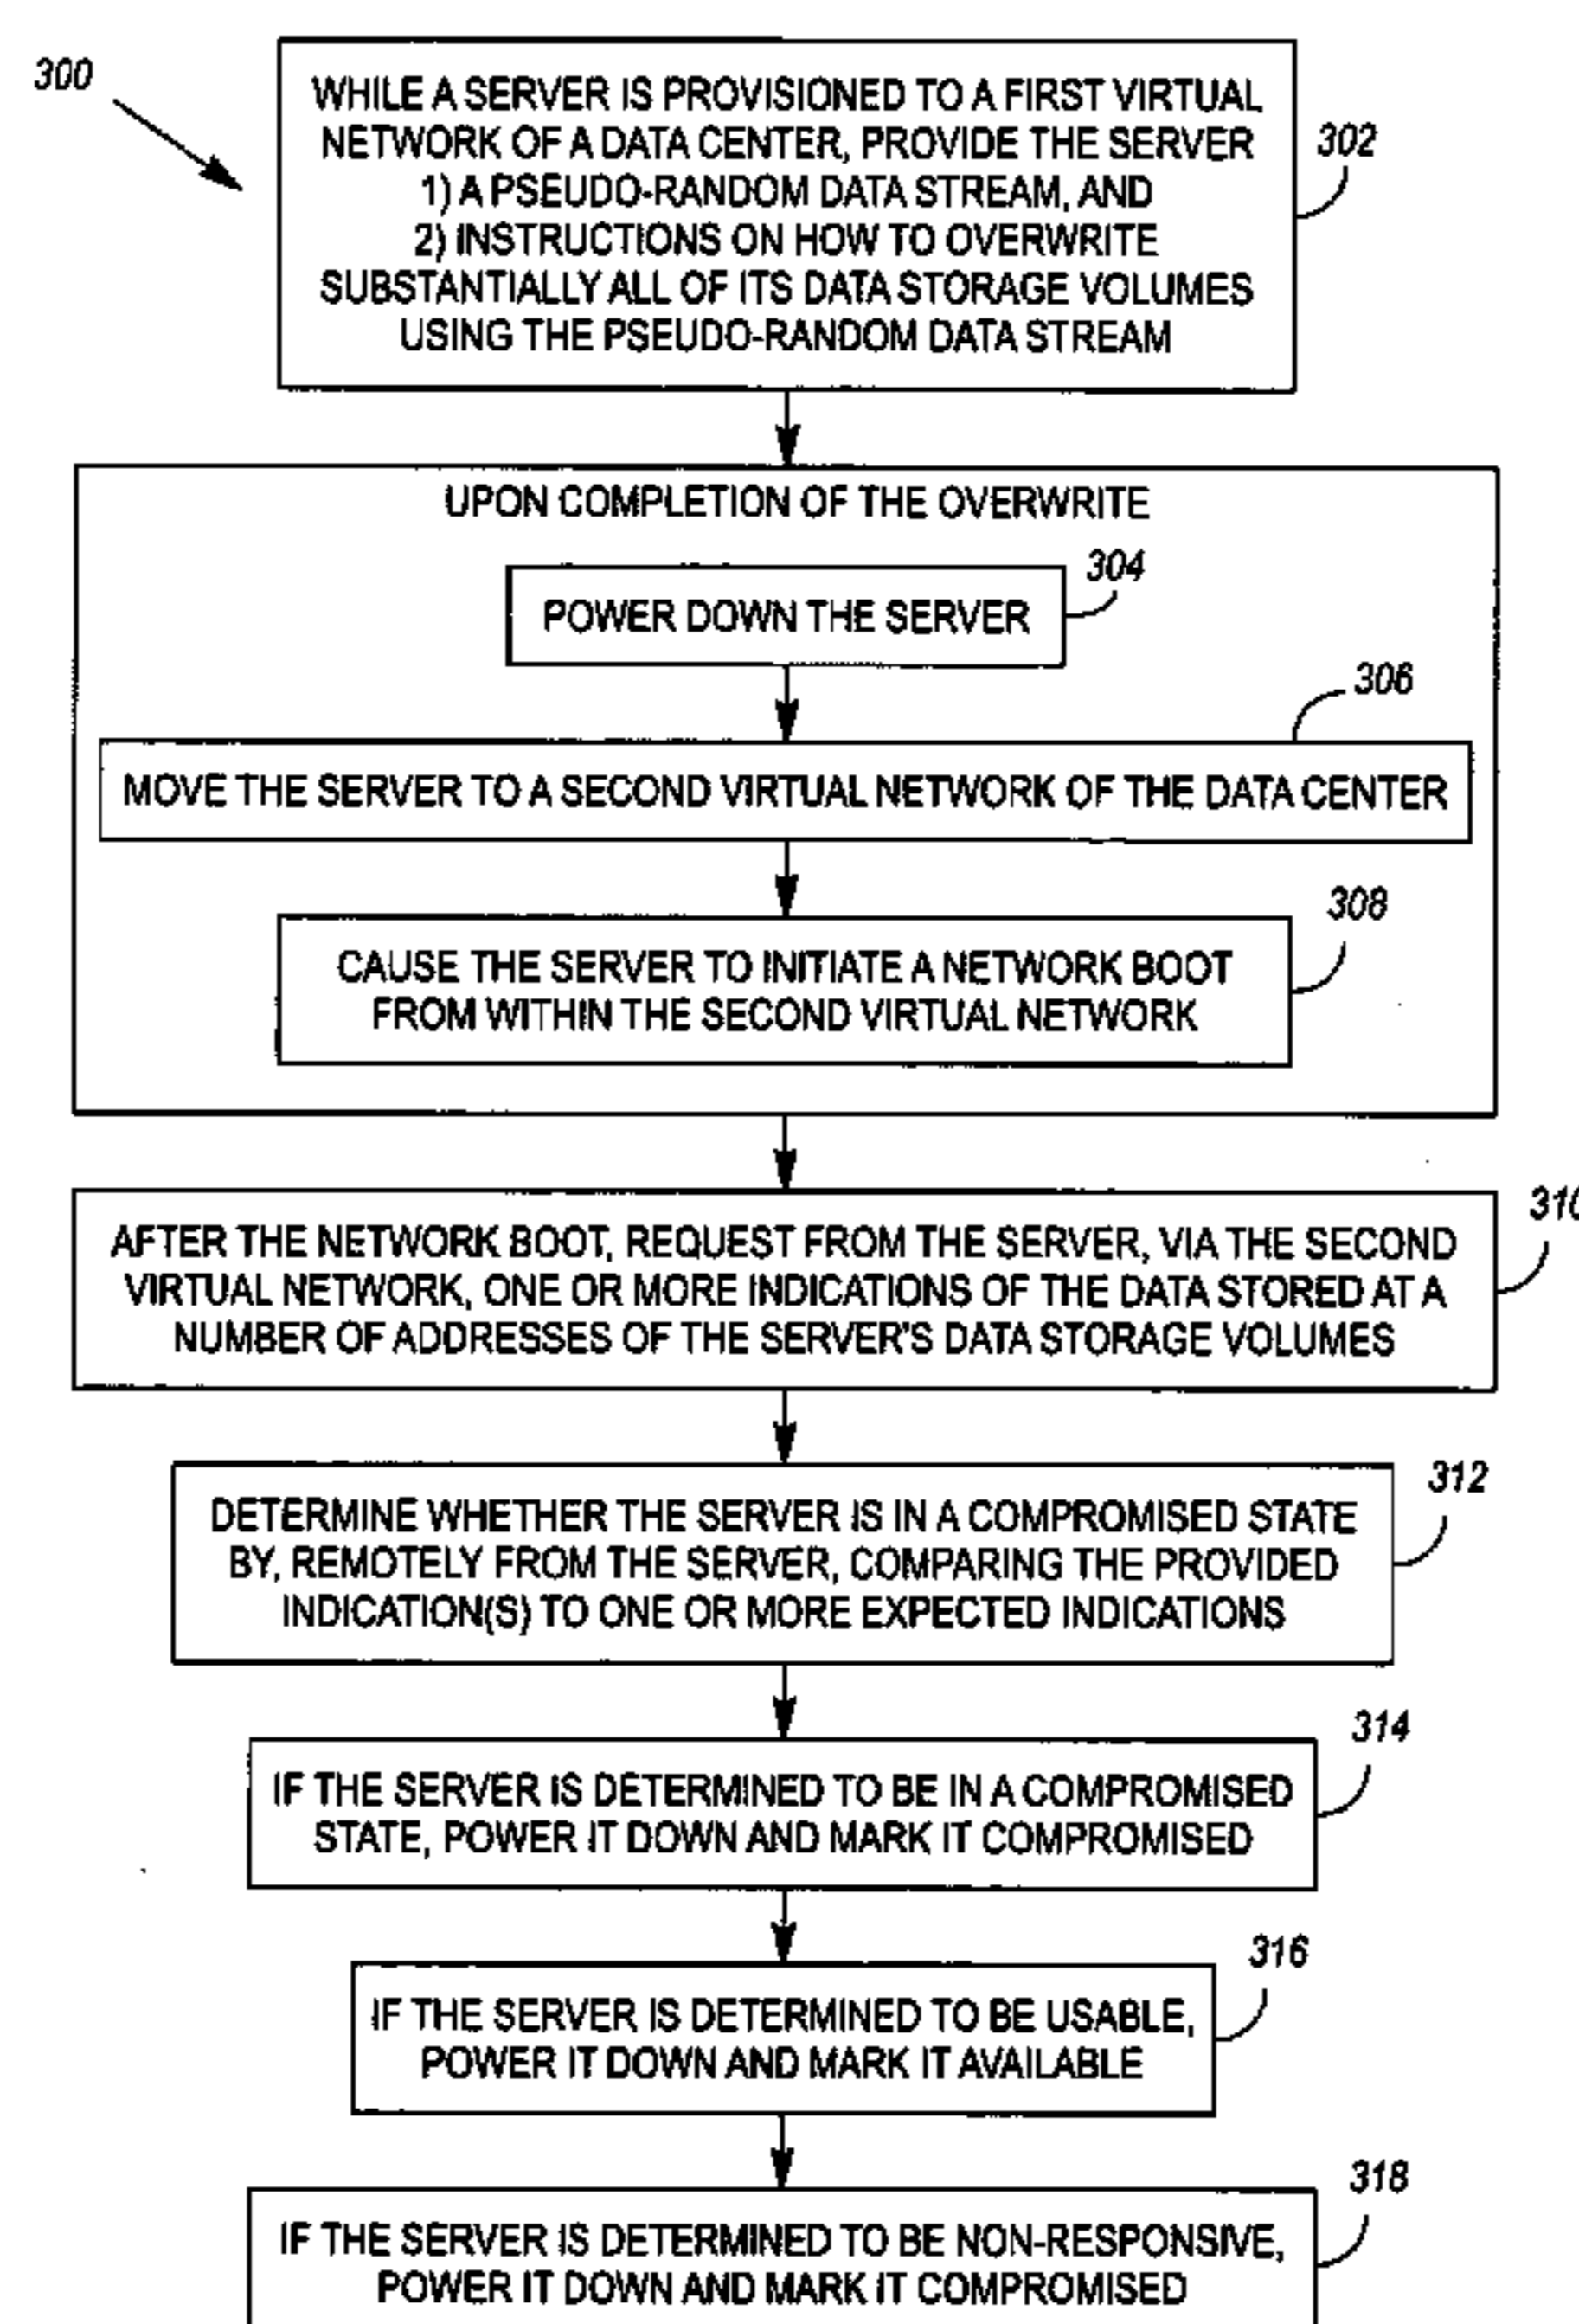 300
WHILE A SERVER IS PROVISIONED TO A FIRST VIRTUAL
NETWORK OF A DATA CENTER, PROVIDE THE SERVER
1) A PSEUDO-RANDOM DATA STREAM, AND
2) INSTRUCTIONS ON HOW TO OVERWRITE
SUBSTANTIALLY ALL OF ITS DATA STORAGE VOLUMES
USING THE PSEUDO-RANDOM DATA STREAM
302
UPON COMPLETION OF THE OVERWRITE
304
POWER DOWN THE SERVER
306
MOVE THE SERVER TO A SECOND VIRTUAL NETWORK OF THE DATA CENTER
308
CAUSE THE SERVER TO INITIATE A NETWORK BOOT
FROM WITHIN THE SECOND VIRTUAL NETWORK
310
AFTER THE NETWORK BOOT, REQUEST FROM THE SERVER, VIA THE SECOND
VIRTUAL NETWORK, ONE OR MORE INDICATIONS OF THE DATA STORED AT A
NUMBER OF ADDRESSES OF THE SERVER'S DATA STORAGE VOLUMES
312
DETERMINE WHETHER THE SERVER IS IN A COMPROMISED STATE
BY, REMOTELY FROM THE SERVER, COMPARING THE PROVIDED
INDICATION(S) TO ONE OR MORE EXPECTED INDICATIONS
314
IF THE SERVER IS DETERMINED TO BE IN A COMPROMISED
STATE, POWER IT DOWN AND MARK IT COMPROMISED
316
IF THE SERVER IS DETERMINED TO BE USABLE,
POWER IT DOWN AND MARK IT AVAILABLE
318
IF THE SERVER IS DETERMINED TO BE NON-RESPONSIVE,
POWER IT DOWN AND MARK IT COMPROMISED